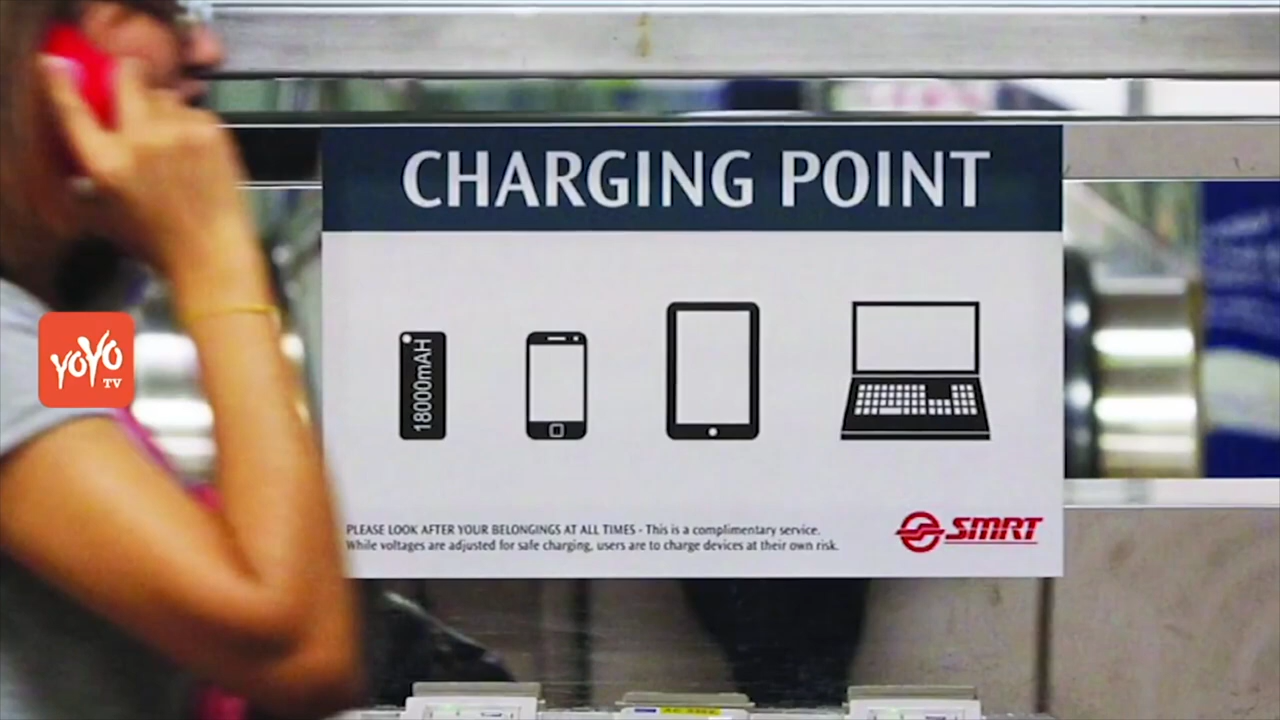 CHARGING POINT
18000mAH
YOYO
TV
PLEASE LOOK AFTER YOUR BELONGINGS AT ALL TIMES - This is a complimentary service.
While voltages are adjusted for safe charging, users are to charge devices at their own risk.
SMRT